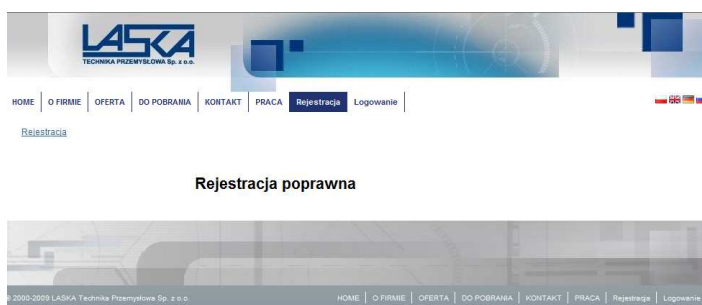 LASKA
TECHNIKA PRZEMYSŁOWA Sp. z o.o.
HOME O FIRMIE OFERTA DO POBRANIA KONTAKT PRACA Rejestracja Logowanie
Rejestracja
Rejestracja poprawna
© 2000-2009 LASKA Technika Przemysłowa Sp. z o.o. HOME O FIRMIE OFERTA DO POBRANIA KONTAKT PRACA Rejestracja Logowanie